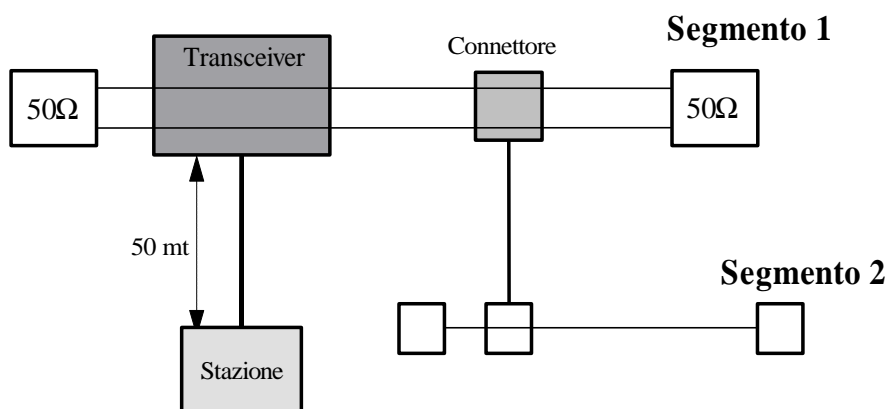 Segmento 1
Transceiver
Connettore
50Ω
50Ω
50 mt
Segmento 2
Stazione